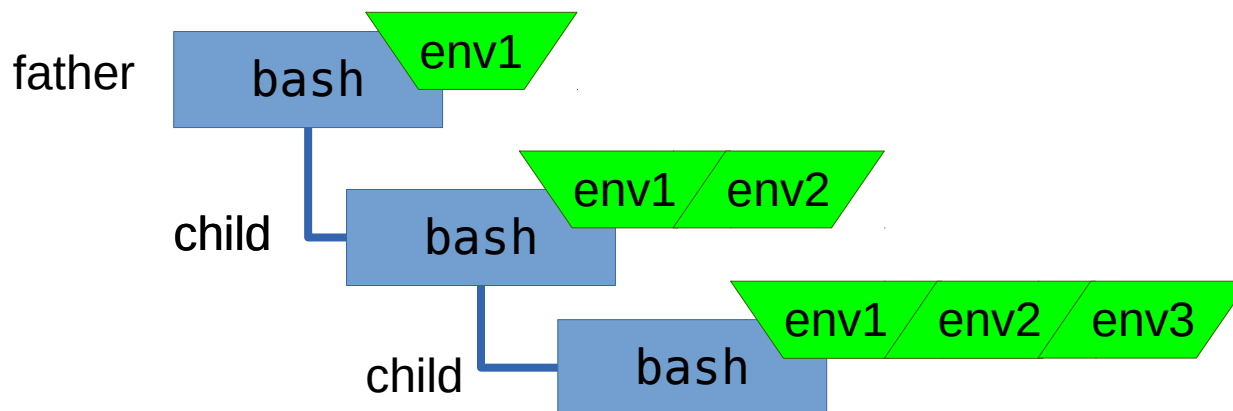 father
bash
env1
child
bash
env1
env2
child
bash
env1
env2
env3